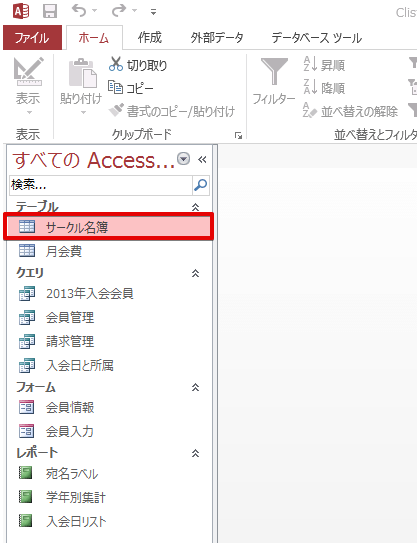 Clis
ファイル ホーム 作成 外部データ データベース ツール
表示 貼り付け 切り取り コピー 書式のコピー/貼り付け フィルター 昇順 降順 並べ替えの解除
表示 クリップボード 並べ替えとフィルタ
すべての Access...
検索...
テーブル
サークル名簿
月会費
クエリ
2013年入会会員
会員管理
請求管理
入会日と所属
フォーム
会員情報
会員入力
レポート
宛名ラベル
学年別集計
入会日リスト